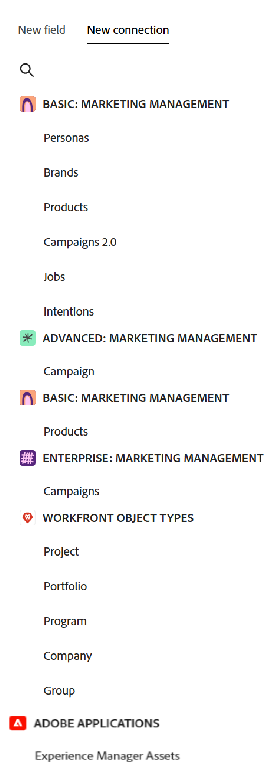 New field New connection
BASIC: MARKETING MANAGEMENT
Personas
Brands
Products
Campaigns 2.0
Jobs
Intentions
ADVANCED: MARKETING MANAGEMENT
Campaign
BASIC: MARKETING MANAGEMENT
Products
ENTERPRISE: MARKETING MANAGEMENT
Campaigns
WORKFRONT OBJECT TYPES
Project
Portfolio
Program
Company
Group
ADOBE APPLICATIONS
Experience Manager Assets